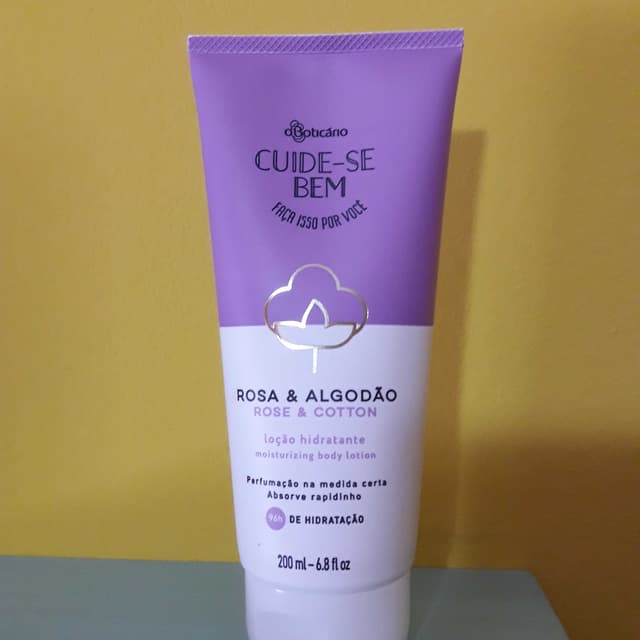 oBoticário
CUIDE-SE
BEM
FAÇA ISSO POR VOCÊ
ROSA & ALGODÃO
ROSE & COTTON
loção hidratante
moisturizing body lotion
Perfumação na medida certa
Absorve rapidinho
96h DE HIDRATAÇÃO
200 ml – 6.8 fl oz